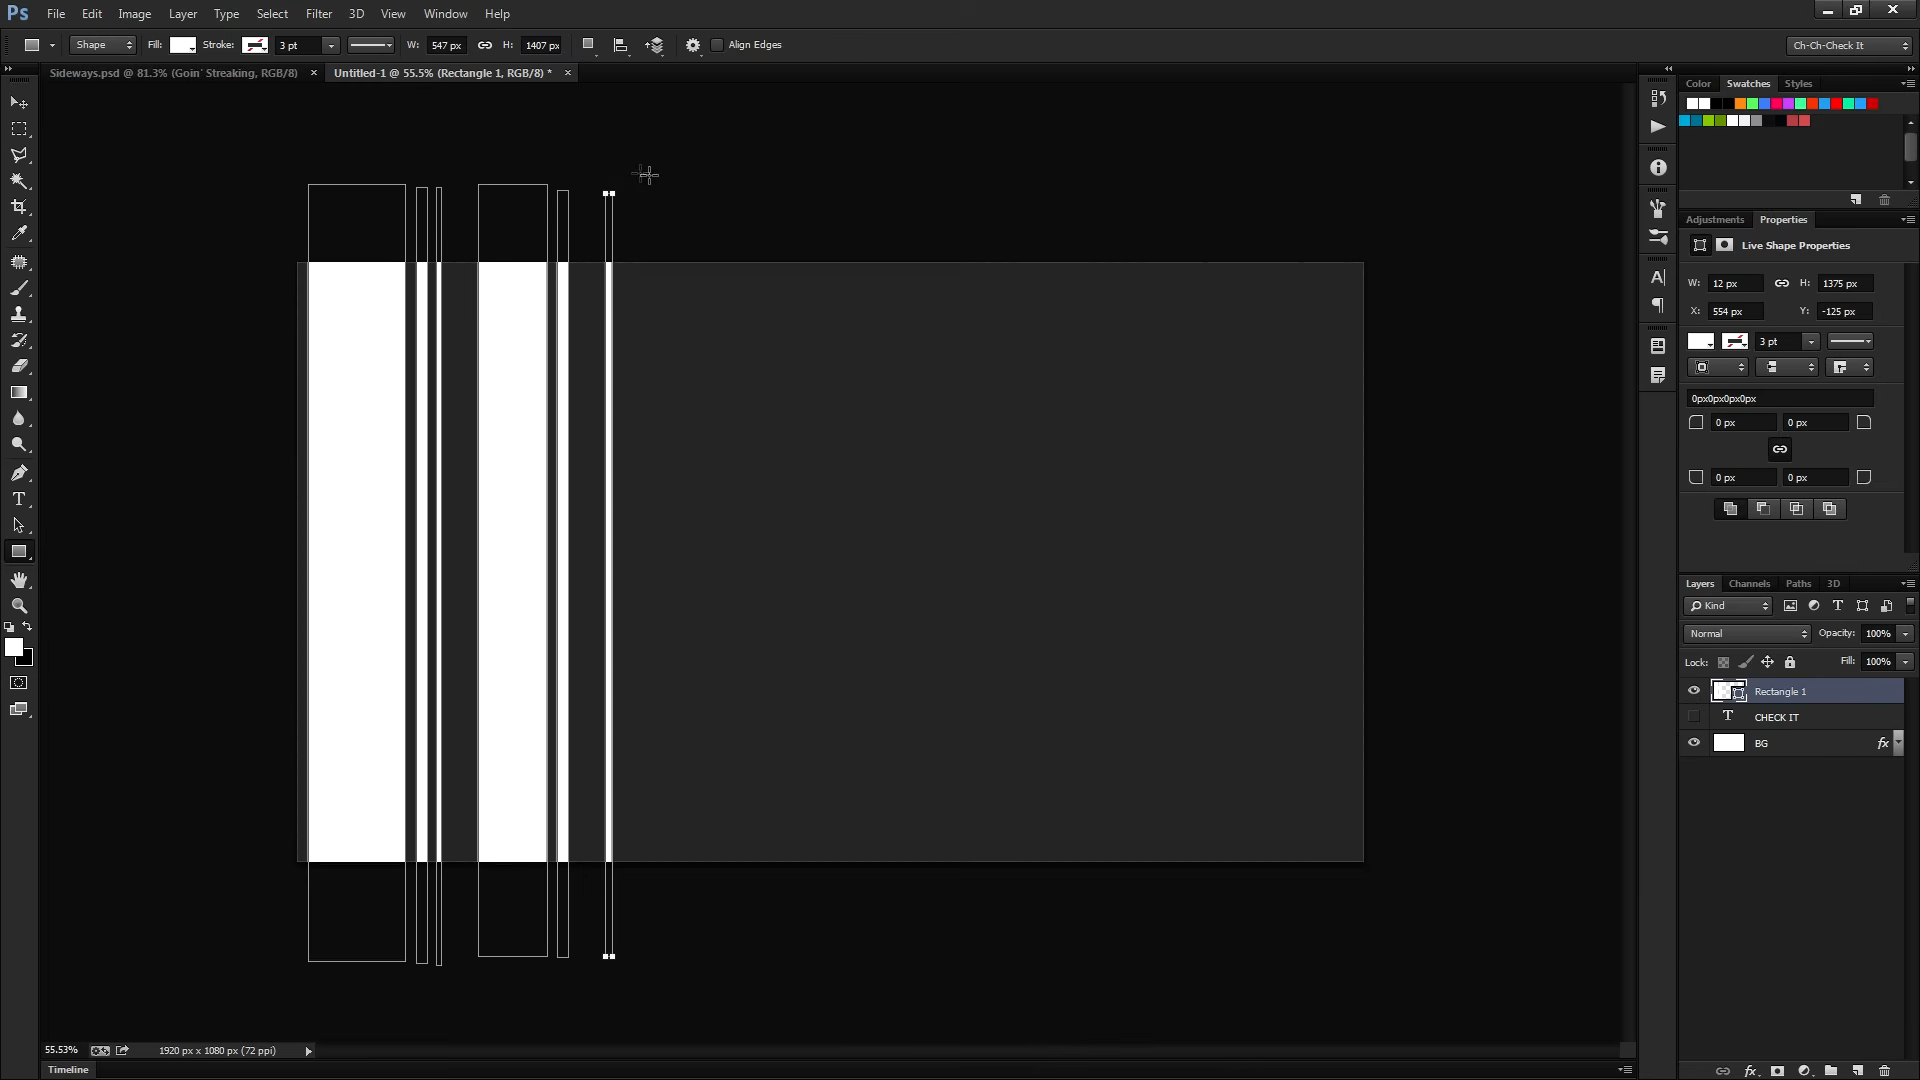 Ps File Edit Image Layer Type Select Filter 3D View Window Help
Shape Fill: Stroke: 3 pt W: 547 px H: 1407 px Align Edges Ch-Ch-Check It
Sideways.psd @ 81.3% (Goin' Streaking, RGB/8) × Untitled-1 @ 55.5% (Rectangle 1, RGB/8) * ×
Color Swatches Styles
Adjustments Properties
Live Shape Properties
W: 12 px H: 1375 px
X: 554 px Y: -125 px
3 pt
0px0px0px0px
0 px 0 px
0 px 0 px
Layers Channels Paths 3D
Kind
Normal Opacity: 100%
Lock: Fill: 100%
Rectangle 1
T CHECK IT
BG fx
55.53% 1920 px x 1080 px (72 ppi)
Timeline